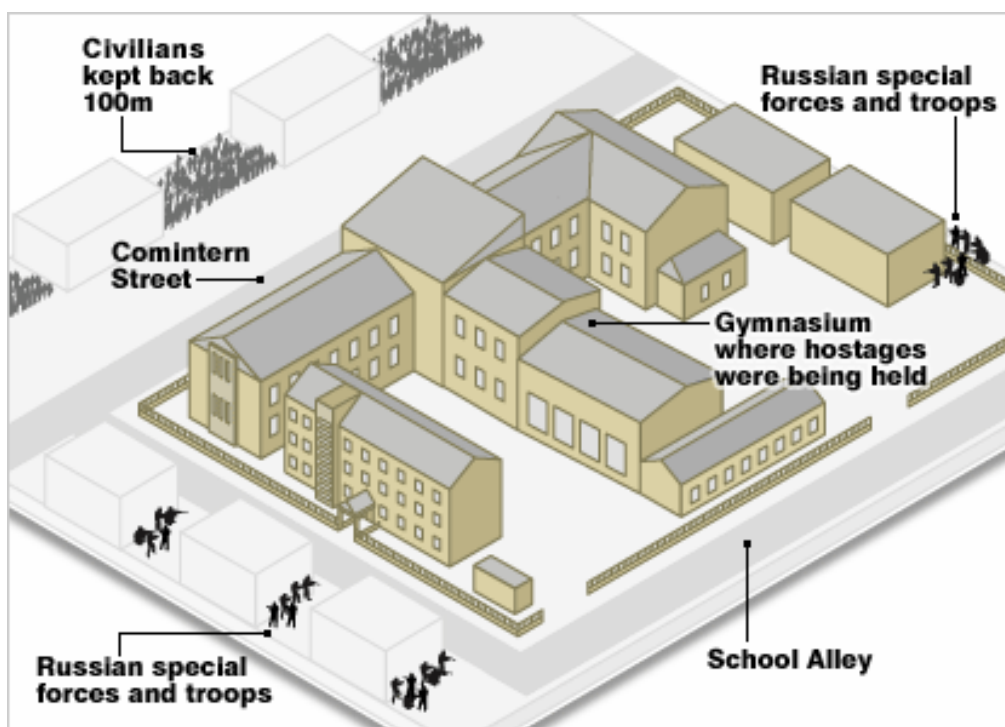 Civilians
kept back
100m
Russian special
forces and troops
Comintern
Street
Gymnasium
where hostages
were being held
Russian special
forces and troops
School Alley